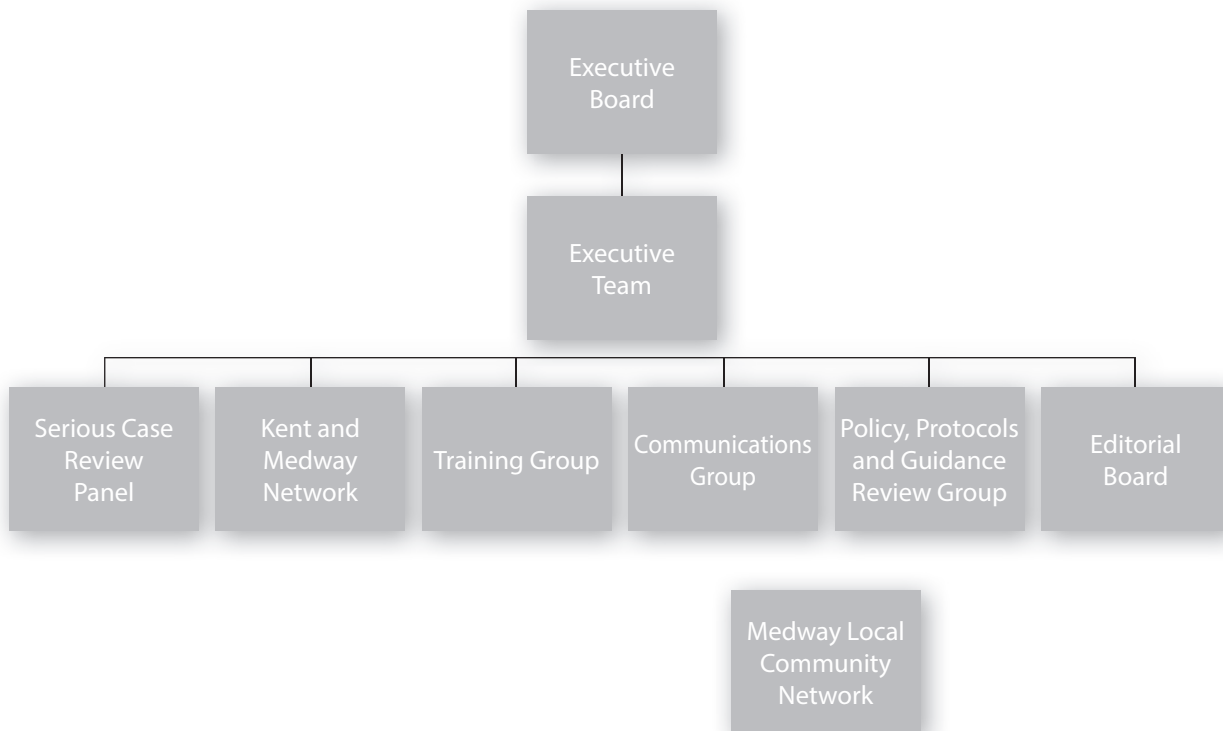 Executive
Board
Executive
Team
Serious Case
Review
Panel
Kent and
Medway
Network
Training Group
Communications
Group
Policy, Protocols
and Guidance
Review Group
Editorial
Board
Medway Local
Community
Network